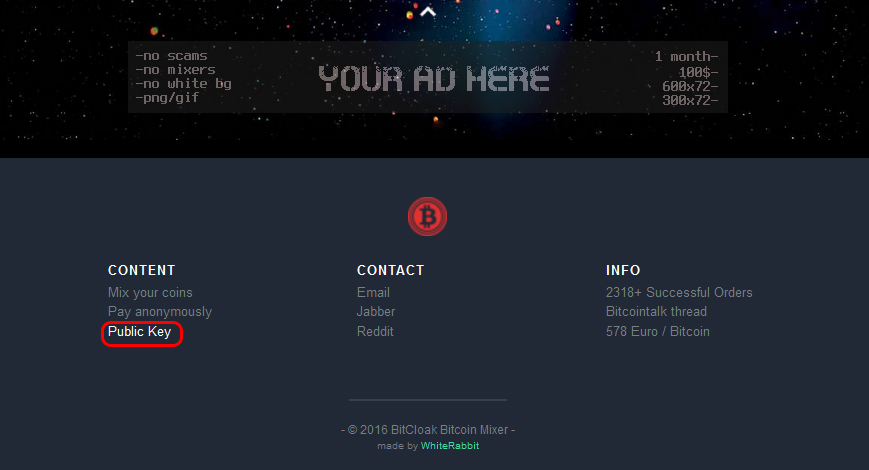 -no scams
-no mixers
-no white bg
-png/gif
YOUR AD HERE
1 month-
100$-
600x72-
300x72-
CONTENT
Mix your coins
Pay anonymously
Public Key
CONTACT
Email
Jabber
Reddit
INFO
2318+ Successful Orders
Bitcointalk thread
578 Euro / Bitcoin
- © 2016 BitCloak Bitcoin Mixer -
made by WhiteRabbit